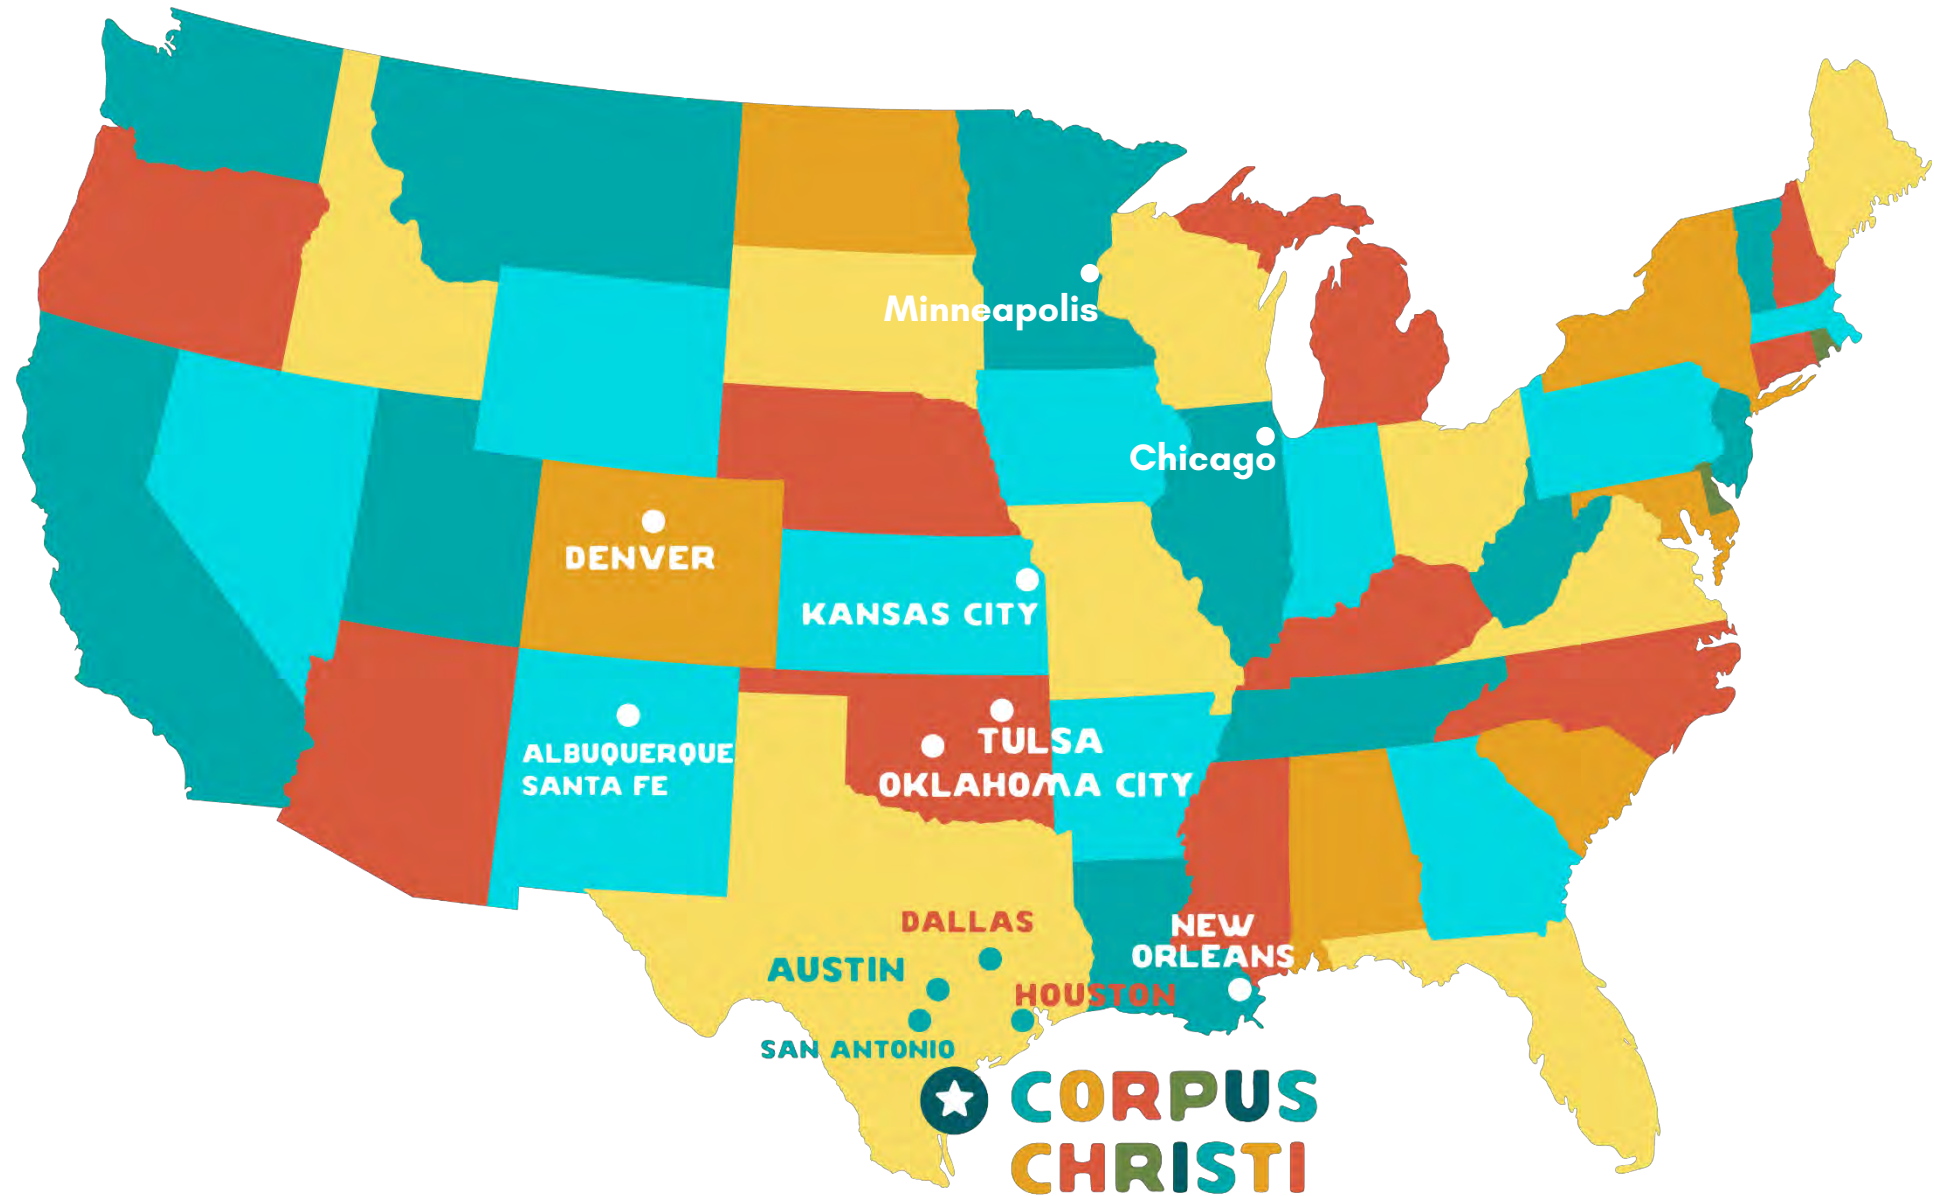 Minneapolis
Chicago
DENVER
KANSAS CITY
ALBUQUERQUE
SANTA FE
TULSA
OKLAHOMA CITY
DALLAS
NEW
ORLEANS
AUSTIN
HOUSTON
SAN ANTONIO
CORPUS
CHRISTI